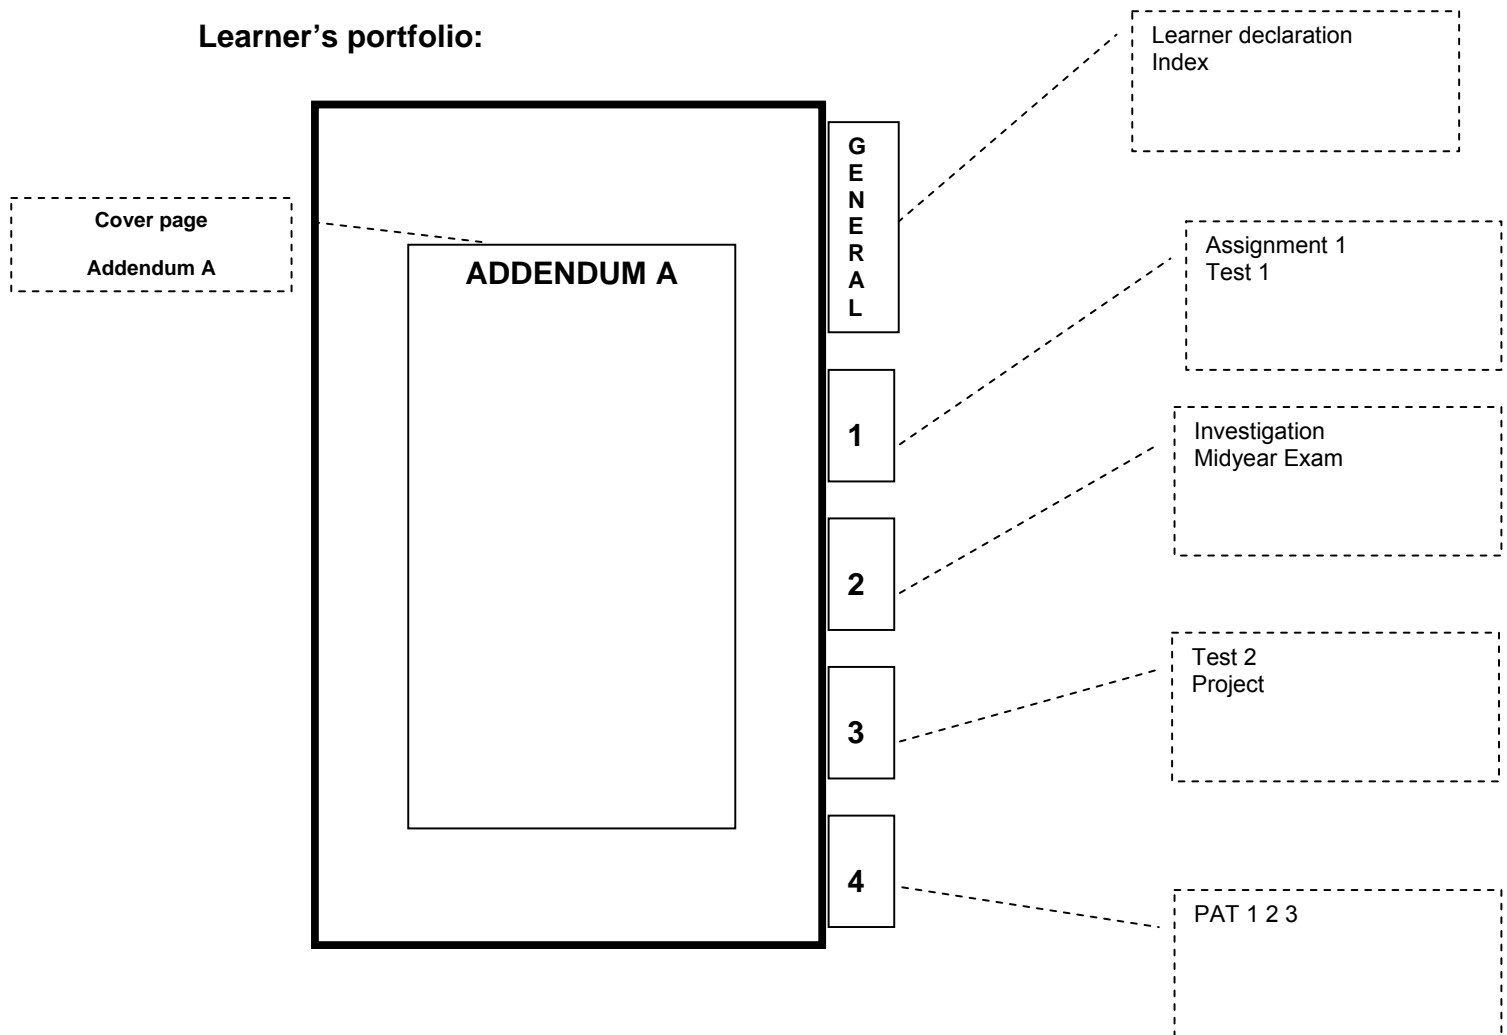 Learner’s portfolio:
Learner declaration
Index
Cover page
Addendum A
ADDENDUM A
G
E
N
E
R
A
L
Assignment 1
Test 1
1
Investigation
Midyear Exam
2
Test 2
Project
3
4
PAT 1 2 3